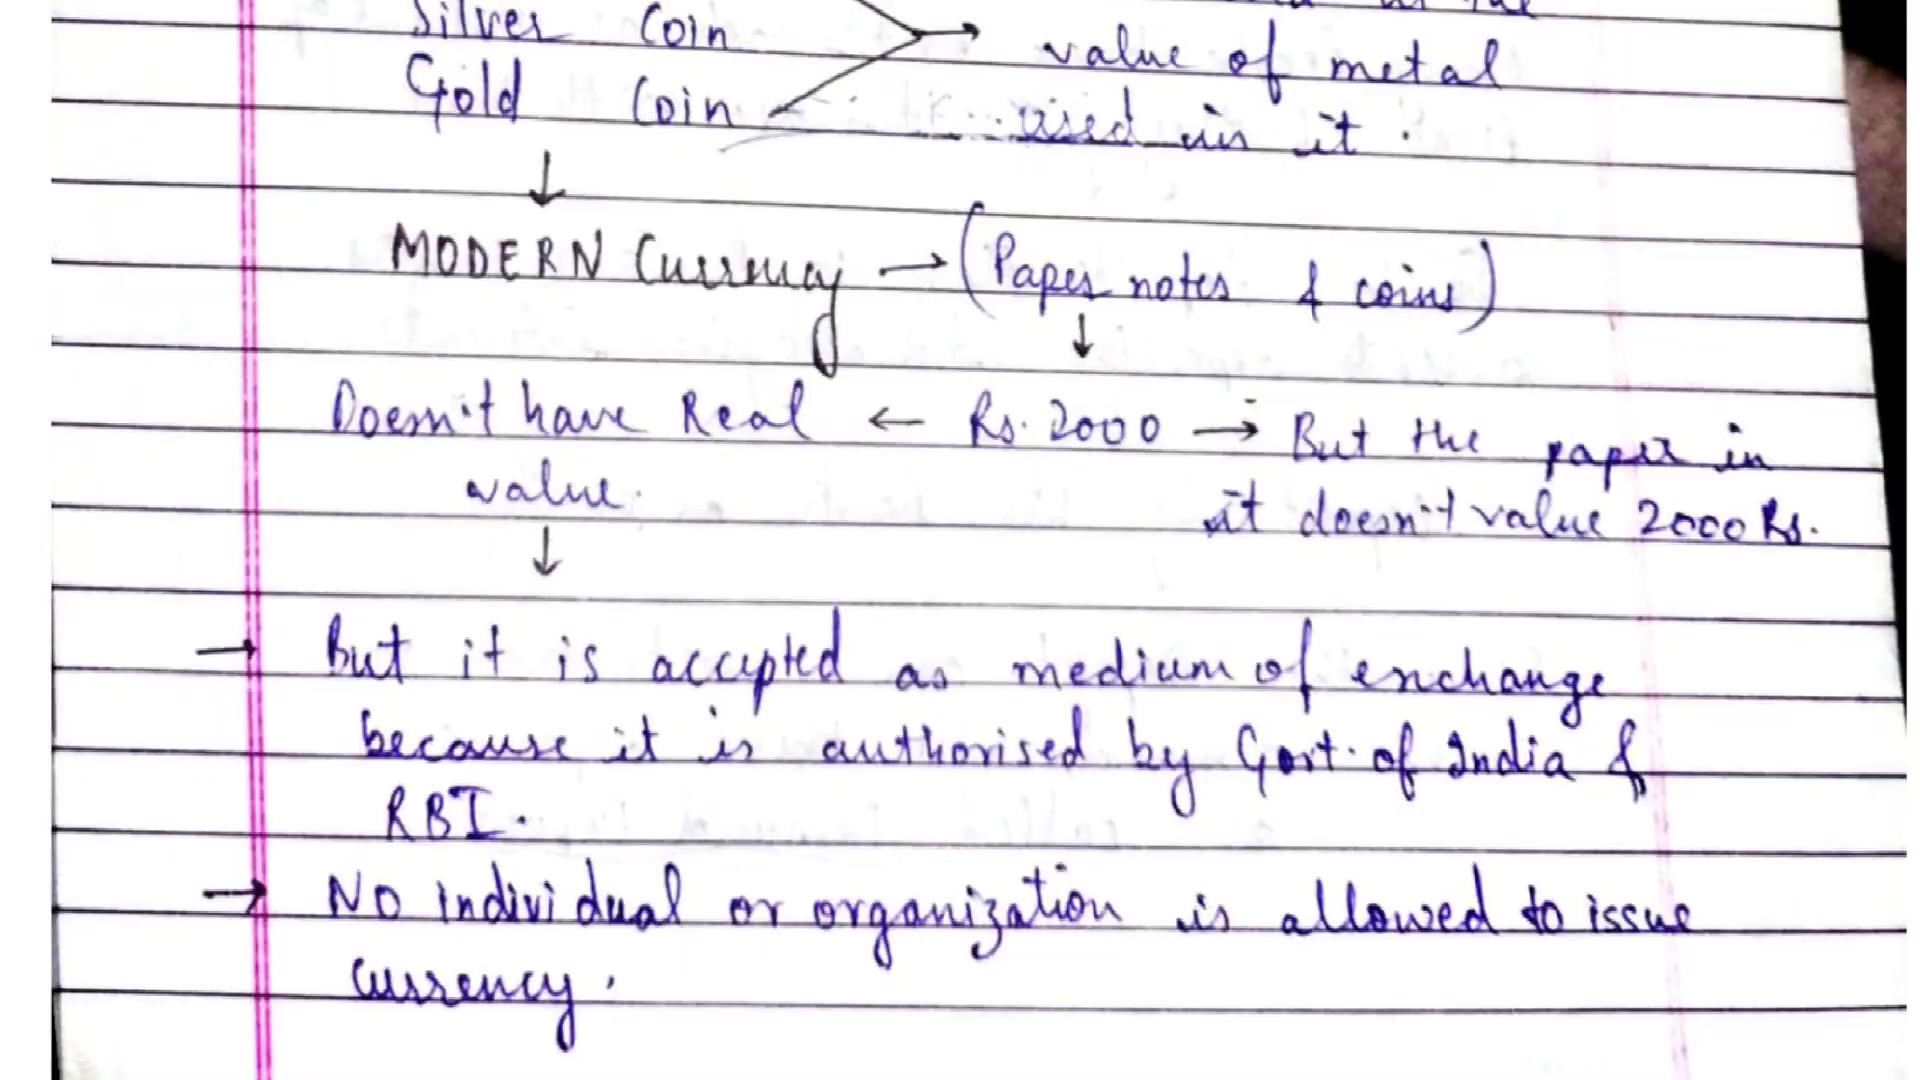 Silver Coin → value of metal
Gold Coin used in it.
↓
MODERN Currency → (Paper notes & coins)
↓
Doesn't have Real ← Rs. 2000 → But the paper in
value. it doesn't value 2000 Rs.
↓
→ But it is accepted as medium of exchange
because it is authorised by Govt. of India &
RBI.
→ No individual or organization is allowed to issue
currency.